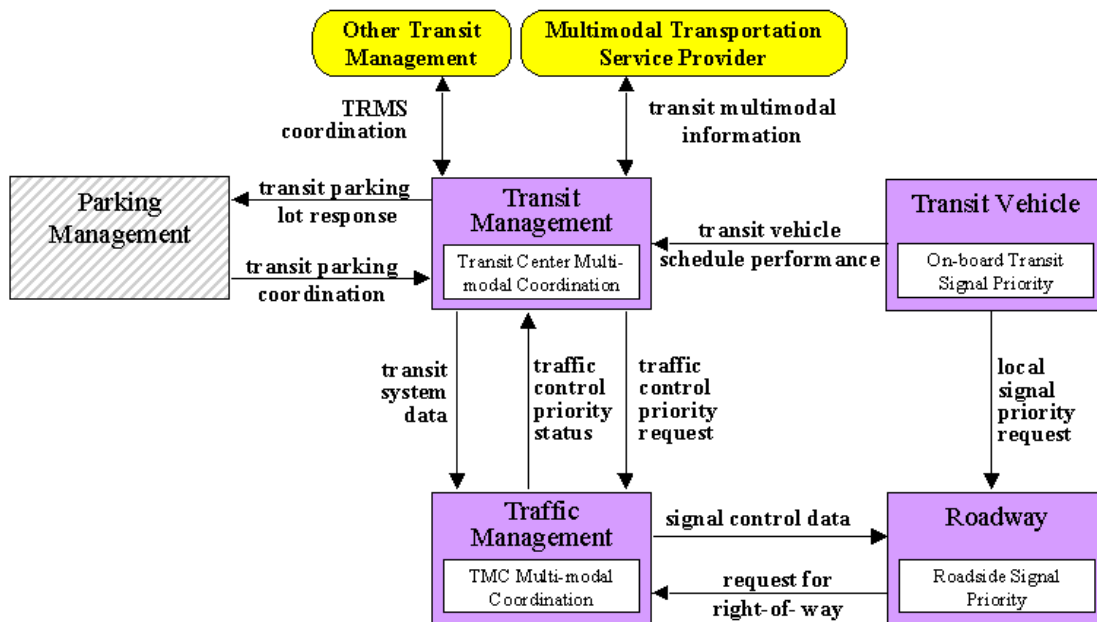 Other Transit
Management
Multimodal Transportation
Service Provider
TRMS
coordination
transit multimodal
information
Parking
Management
transit parking
lot response
transit parking
coordination
Transit
Management
Transit Center Multi-
modal Coordination
transit vehicle
schedule performance
Transit Vehicle
On-board Transit
Signal Priority
transit
system
data
traffic
control
priority
status
traffic
control
priority
request
local
signal
priority
request
Traffic
Management
TMC Multi-modal
Coordination
signal control data
request for
right-of- way
Roadway
Roadside Signal
Priority